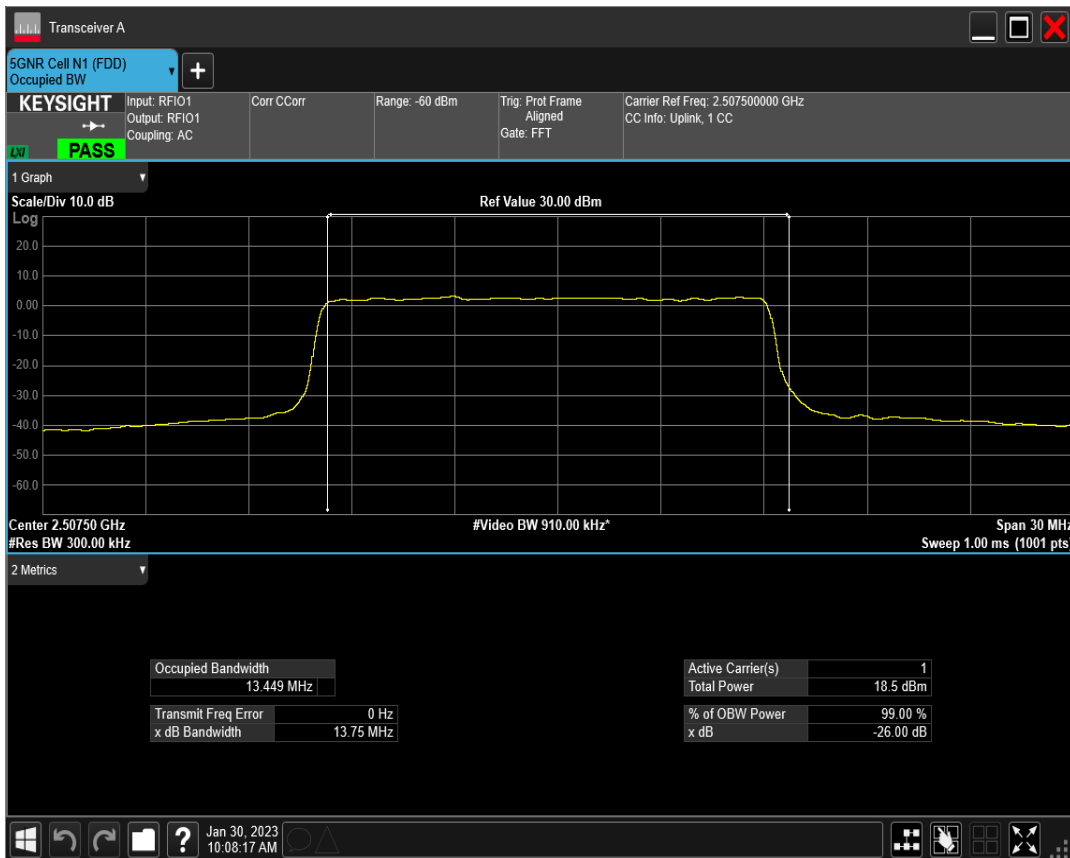 Transceiver A
5GNR Cell N1 (FDD)
Occupied BW
+
KEYSIGHT
LXI
PASS
Input: RFIO1
Output: RFIO1
Coupling: AC
Corr CCorr
Range: -60 dBm
Trig: Prot Frame
Aligned
Gate: FFT
Carrier Ref Freq: 2.507500000 GHz
CC Info: Uplink, 1 CC
1 Graph
Scale/Div 10.0 dB
Ref Value 30.00 dBm
Log
20.0
10.0
0.00
-10.0
-20.0
-30.0
-40.0
-50.0
-60.0
Center 2.50750 GHz
#Video BW 910.00 kHz*
Span 30 MHz
#Res BW 300.00 kHz
Sweep 1.00 ms (1001 pts)
2 Metrics
Occupied Bandwidth
13.449 MHz
Transmit Freq Error 0 Hz
x dB Bandwidth 13.75 MHz
Active Carrier(s) 1
Total Power 18.5 dBm
% of OBW Power 99.00 %
x dB -26.00 dB
?
Jan 30, 2023
10:08:17 AM